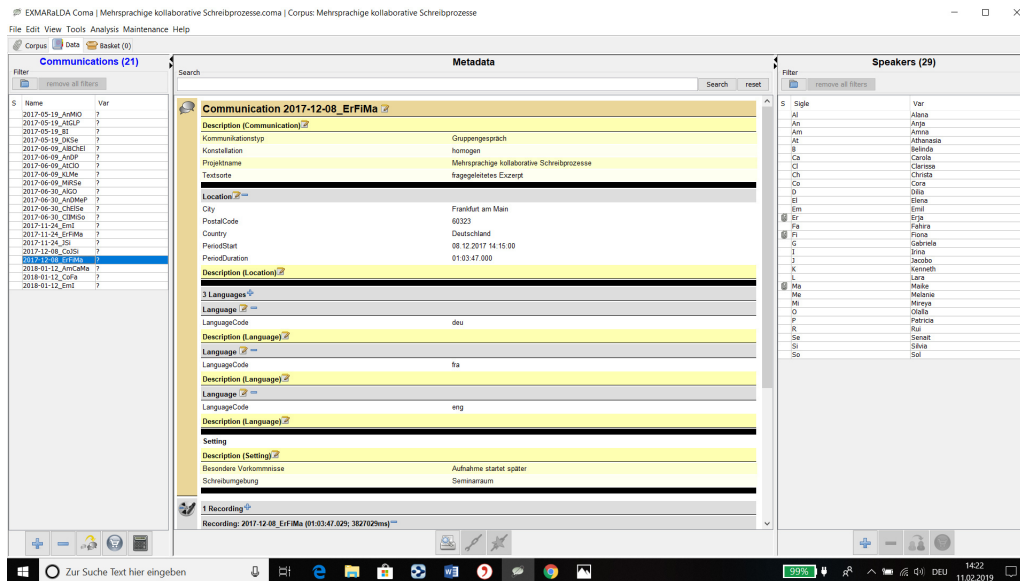 EXMARaLDA Coma | Mehrsprachige kollaborative Schreibprozesse.coma | Corpus: Mehrsprachige kollaborative Schreibprozesse
File Edit View Tools Analysis Maintenance Help
Corpus Data Basket (0)
Communications (21)
Filter
remove all filters
S Name Var
2017-05-19_AnMiO ?
2017-05-19_AtGLP ?
2017-05-19_BI ?
2017-05-19_DKSe ?
2017-06-09_AlBChEl ?
2017-06-09_AnDP ?
2017-06-09_AtClO ?
2017-06-09_KLMe ?
2017-06-09_MiRSe ?
2017-06-30_AlGO ?
2017-06-30_AnDMeP ?
2017-06-30_ChElSe ?
2017-06-30_ClIMiSo ?
2017-11-24_EmI ?
2017-11-24_ErFiMa ?
2017-11-24_JSi ?
2017-12-08_CoJSi ?
2017-12-08_ErFiMa ?
2018-01-12_AmCaMa ?
2018-01-12_CoFa ?
2018-01-12_EmI ?
Metadata
Search
Search reset
Communication 2017-12-08_ErFiMa
Description (Communication)
Kommunikationstyp Gruppengespräch
Konstellation homogen
Projektname Mehrsprachige kollaborative Schreibprozesse
Textsorte fragegeleitetes Exzerpt
Location
City Frankfurt am Main
PostalCode 60323
Country Deutschland
PeriodStart 08.12.2017 14:15:00
PeriodDuration 01:03:47.000
Description (Location)
3 Languages
Language
LanguageCode deu
Description (Language)
Language
LanguageCode fra
Description (Language)
Language
LanguageCode eng
Description (Language)
Setting
Description (Setting)
Besondere Vorkommnisse Aufnahme startet später
Schreibumgebung Seminarraum
1 Recording
Recording: 2017-12-08_ErFiMa (01:03:47.029; 3827029ms)
Speakers (29)
Filter
remove all filters
S Sigle Var
Al Alana
An Anja
Am Amna
At Athanasia
B Belinda
Ca Carola
Cl Clarissa
Ch Christa
Co Cora
D Dilia
El Elena
Em Emil
Er Erja
Fa Fahira
Fi Fiona
G Gabriela
I Irina
J Jacobo
K Kenneth
L Lara
Ma Maike
Me Melanie
Mi Mireya
O Olalla
P Patricia
R Rui
Se Senait
Si Silvia
So Sol
Zur Suche Text hier eingeben
99%
DEU
14:22
11.02.2019